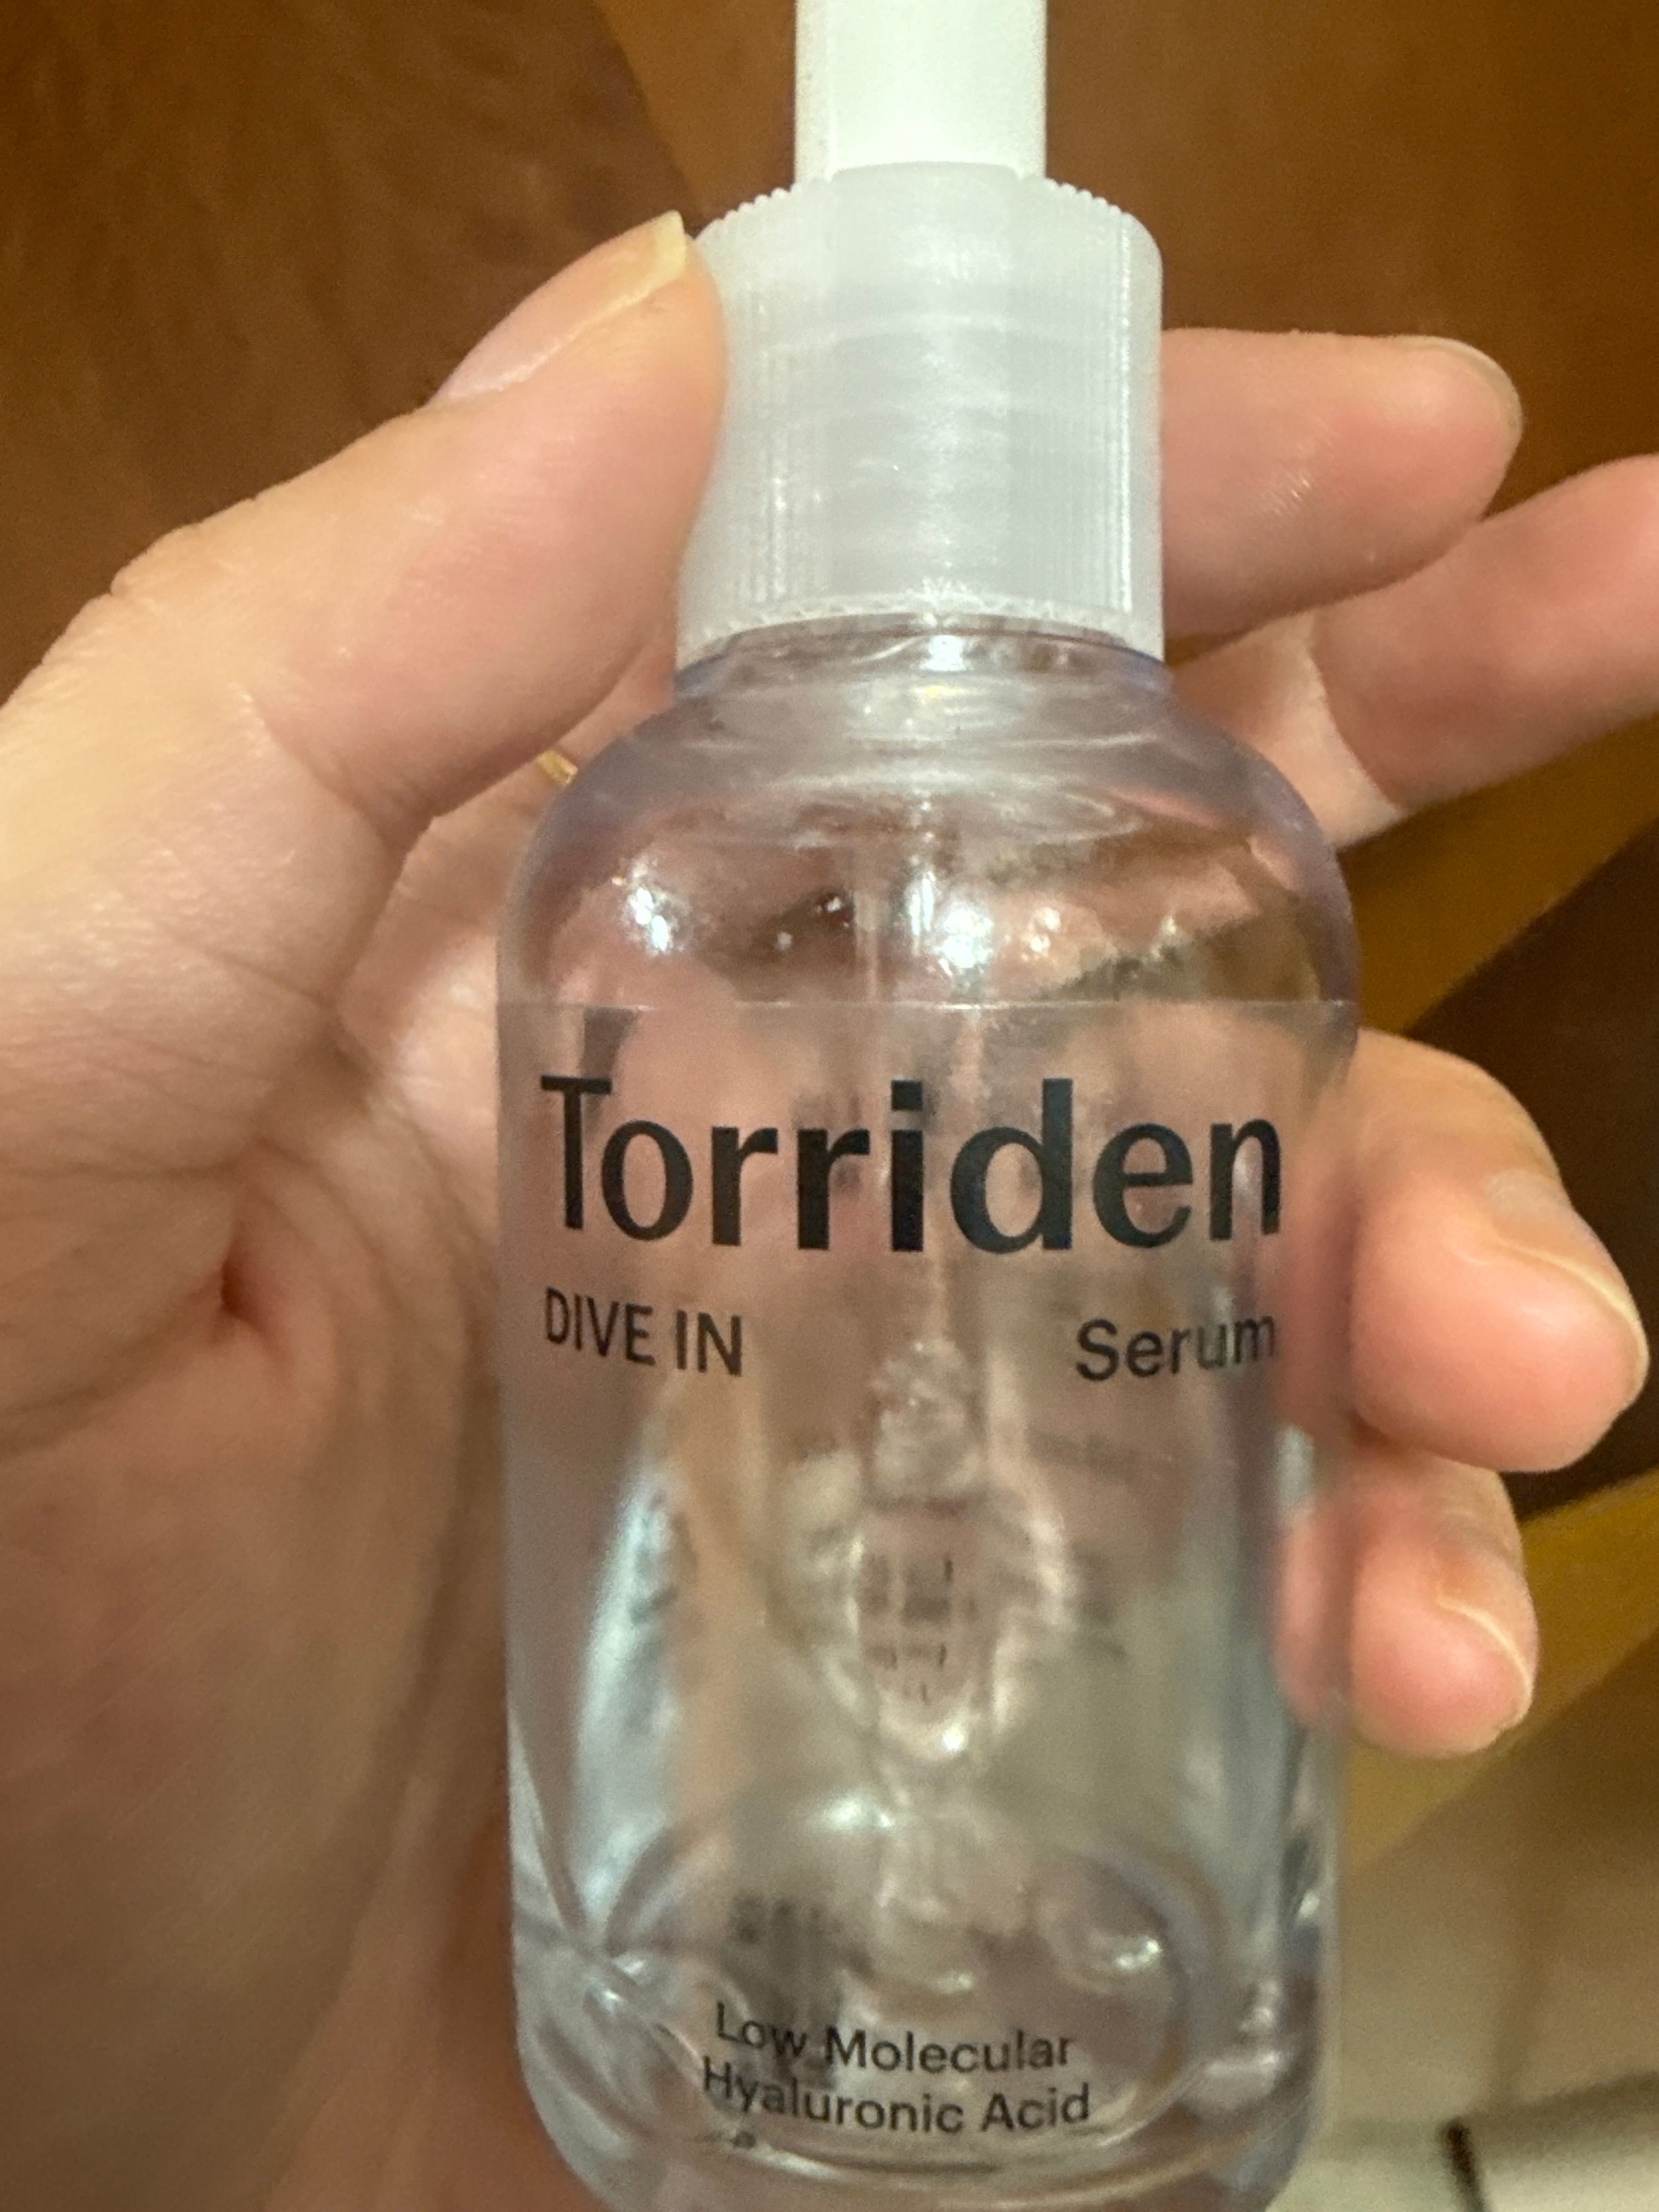 Torriden
DIVE IN Serum
Low Molecular
Hyaluronic Acid